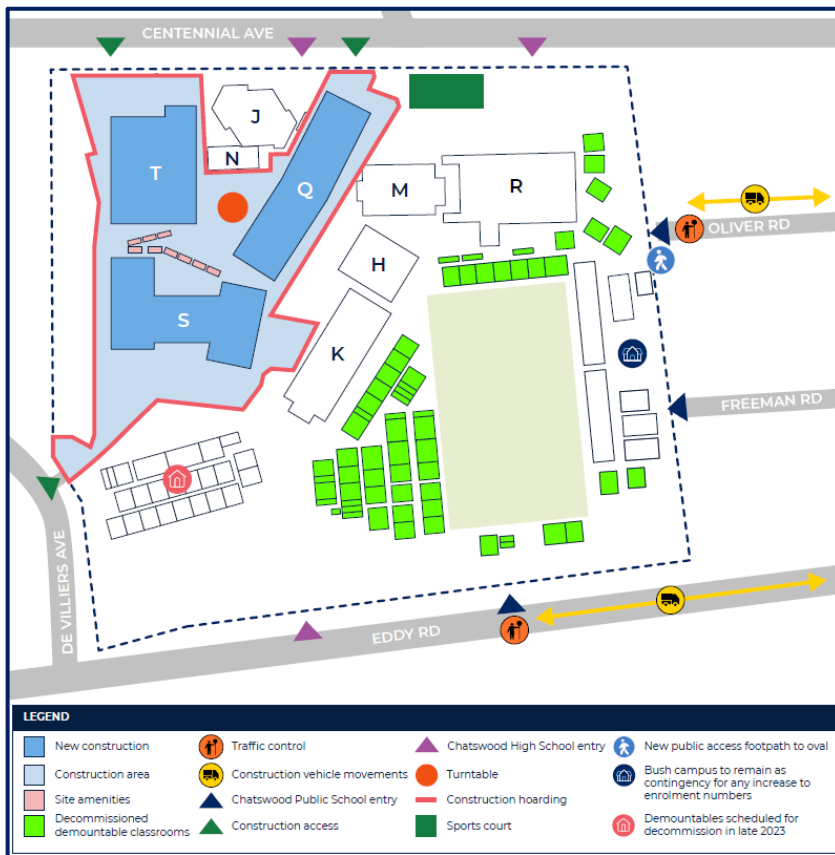 CENTENNIAL AVE
J
N
T
Q
M
R
OLIVER RD
H
S
K
FREEMAN RD
DE VILLIERS AVE
EDDY RD
LEGEND
New construction
Construction area
Site amenities
Decommissioned
demountable classrooms
Traffic control
Construction vehicle movements
Chatswood Public School entry
Construction access
Chatswood High School entry
Turntable
Construction hoarding
Sports court
New public access footpath to oval
Bush campus to remain as
contingency for any increase to
enrolment numbers
Demountables scheduled for
decommission in late 2023